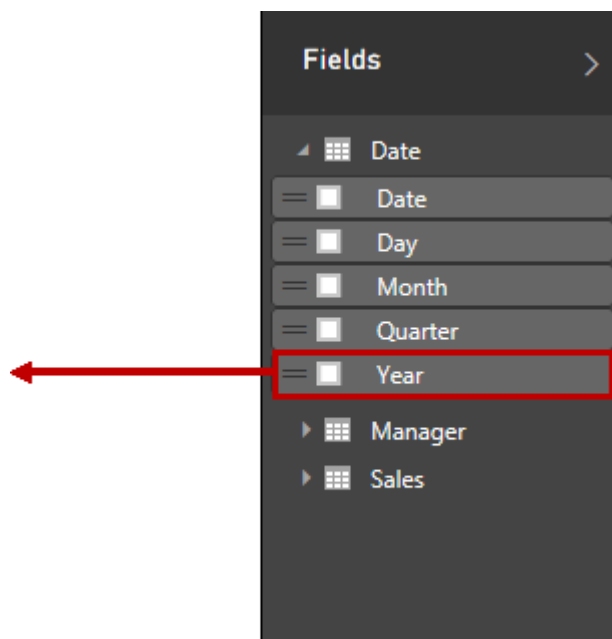 Fields
Date
Date
Day
Month
Quarter
Year
Manager
Sales